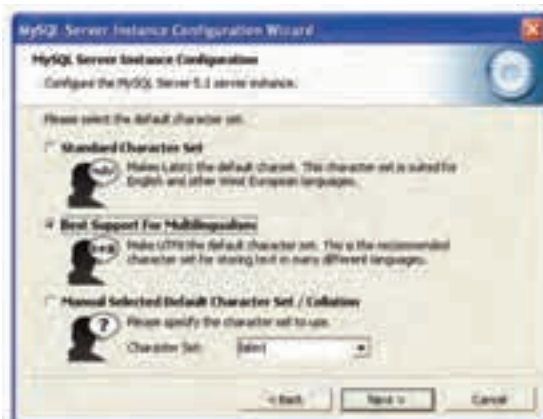 MySQL Server Instance Configuration Wizard
MySQL Server Instance Configuration
Configure the MySQL Server 5.1 server instance.
Please select the default character set.
Standard Character Set
Makes Latin1 the default charset. This character set is suited for
English and other West European languages.
Best Support For Multilingualism
Make UTF8 the default character set. This is the recommended
character set for storing text in many different languages.
Manual Selected Default Character Set / Collation
?
Please specify the character set to use.
Character Set:
latin1
< Back
Next >
Cancel